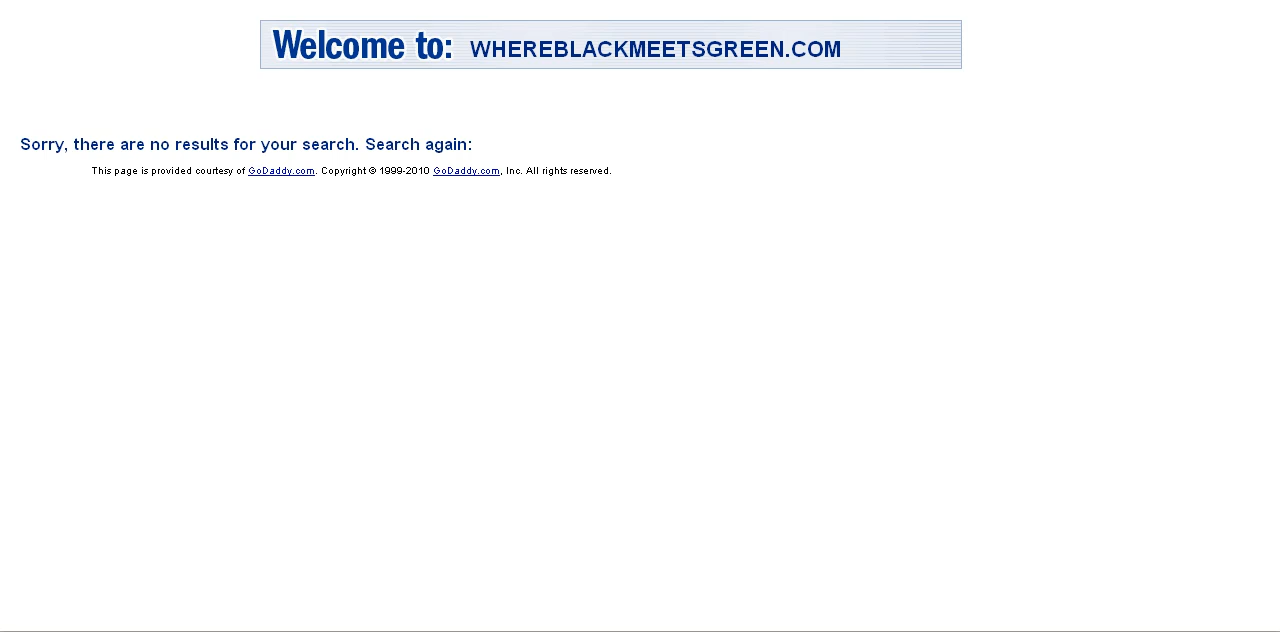 Welcome to: WHEREBLACKMEETSGREEN.COM
Sorry, there are no results for your search. Search again:
This page is provided courtesy of GoDaddy.com. Copyright © 1999-2010 GoDaddy.com, Inc. All rights reserved.